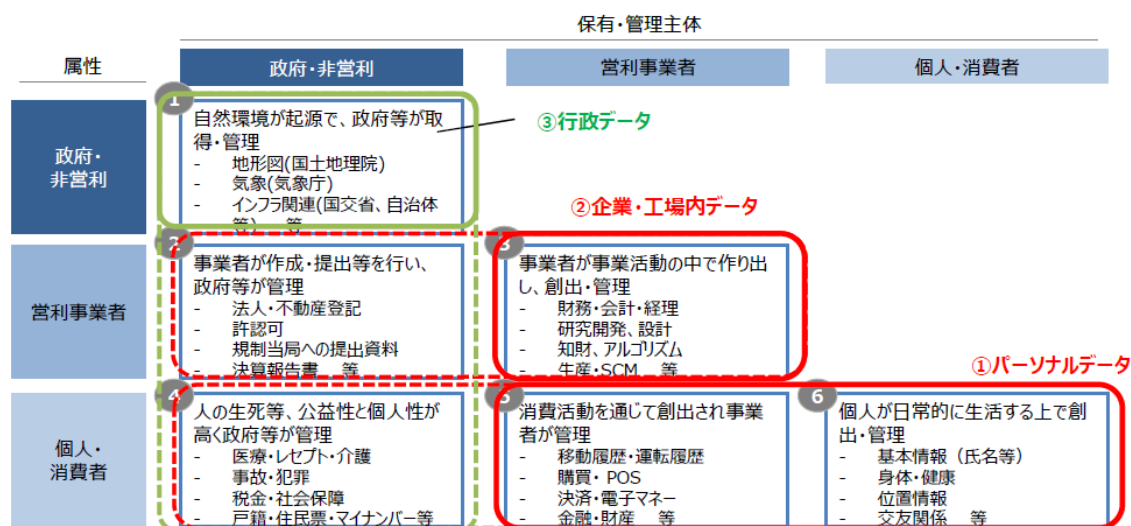 保有・管理主体
属性
政府・非営利
営利事業者
個人・消費者
政府・
非営利
1
自然環境が起源で、政府等が取
得・管理
- 地形図(国土地理院)
- 気象(気象庁)
- インフラ関連(国交省、自治体
等) 等
③行政データ
②企業・工場内データ
営利事業者
2
事業者が作成・提出等を行い、
政府等が管理
- 法人・不動産登記
- 許認可
- 規制当局への提出資料
- 決算報告書 等
3
事業者が事業活動の中で作り出
し、創出・管理
- 財務・会計・経理
- 研究開発、設計
- 知財、アルゴリズム
- 生産・SCM 等
①パーソナルデータ
個人・
消費者
4
人の生死等、公益性と個人性が
高く政府等が管理
- 医療・レセプト・介護
- 事故・犯罪
- 税金・社会保障
- 戸籍・住民票・マイナンバー等
5
消費活動を通じて創出され事業
者が管理
- 移動履歴・運転履歴
- 購買・POS
- 決済・電子マネー
- 金融・財産 等
6
個人が日常的に生活する上で創
出・管理
- 基本情報（氏名等）
- 身体・健康
- 位置情報
- 交友関係 等